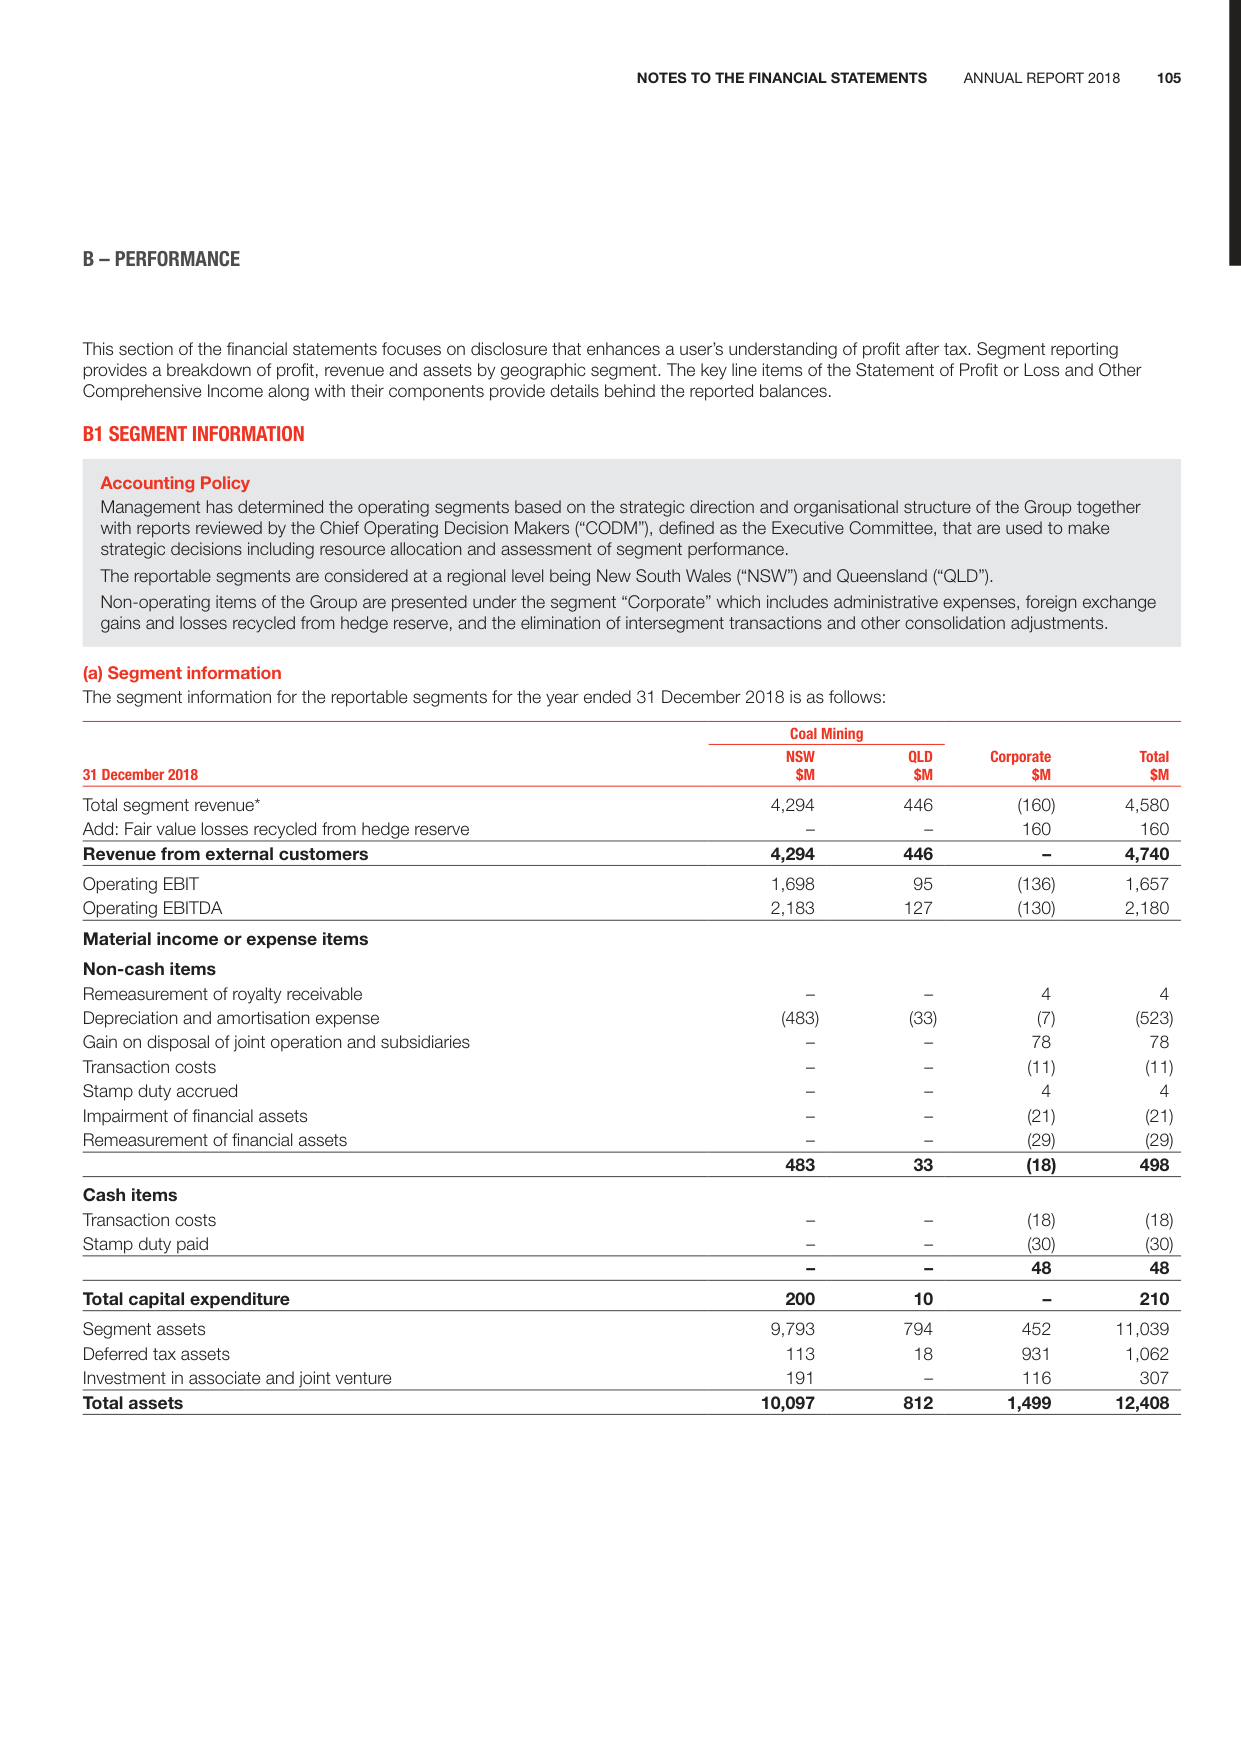 NOTES TO THE FINANCIAL STATEMENTS ANNUAL REPORT 2018 105
B – PERFORMANCE
This section of the financial statements focuses on disclosure that enhances a user's understanding of profit after tax. Segment reporting
provides a breakdown of profit, revenue and assets by geographic segment. The key line items of the Statement of Profit or Loss and Other
Comprehensive Income along with their components provide details behind the reported balances.
B1 SEGMENT INFORMATION
Accounting Policy
Management has determined the operating segments based on the strategic direction and organisational structure of the Group together
with reports reviewed by the Chief Operating Decision Makers ("CODM"), defined as the Executive Committee, that are used to make
strategic decisions including resource allocation and assessment of segment performance.
The reportable segments are considered at a regional level being New South Wales ("NSW") and Queensland ("QLD").
Non-operating items of the Group are presented under the segment "Corporate" which includes administrative expenses, foreign exchange
gains and losses recycled from hedge reserve, and the elimination of intersegment transactions and other consolidation adjustments.
(a) Segment information
The segment information for the reportable segments for the year ended 31 December 2018 is as follows:
Coal Mining
NSW QLD Corporate Total
31 December 2018 $M $M $M $M
Total segment revenue* 4,294 446 (160) 4,580
Add: Fair value losses recycled from hedge reserve – – 160 160
Revenue from external customers 4,294 446 – 4,740
Operating EBIT 1,698 95 (136) 1,657
Operating EBITDA 2,183 127 (130) 2,180
Material income or expense items
Non-cash items
Remeasurement of royalty receivable – – 4 4
Depreciation and amortisation expense (483) (33) (7) (523)
Gain on disposal of joint operation and subsidiaries – – 78 78
Transaction costs – – (11) (11)
Stamp duty accrued – – 4 4
Impairment of financial assets – – (21) (21)
Remeasurement of financial assets – – (29) (29)
483 33 (18) 498
Cash items
Transaction costs – – (18) (18)
Stamp duty paid – – (30) (30)
– – 48 48
Total capital expenditure 200 10 – 210
Segment assets 9,793 794 452 11,039
Deferred tax assets 113 18 931 1,062
Investment in associate and joint venture 191 – 116 307
Total assets 10,097 812 1,499 12,408